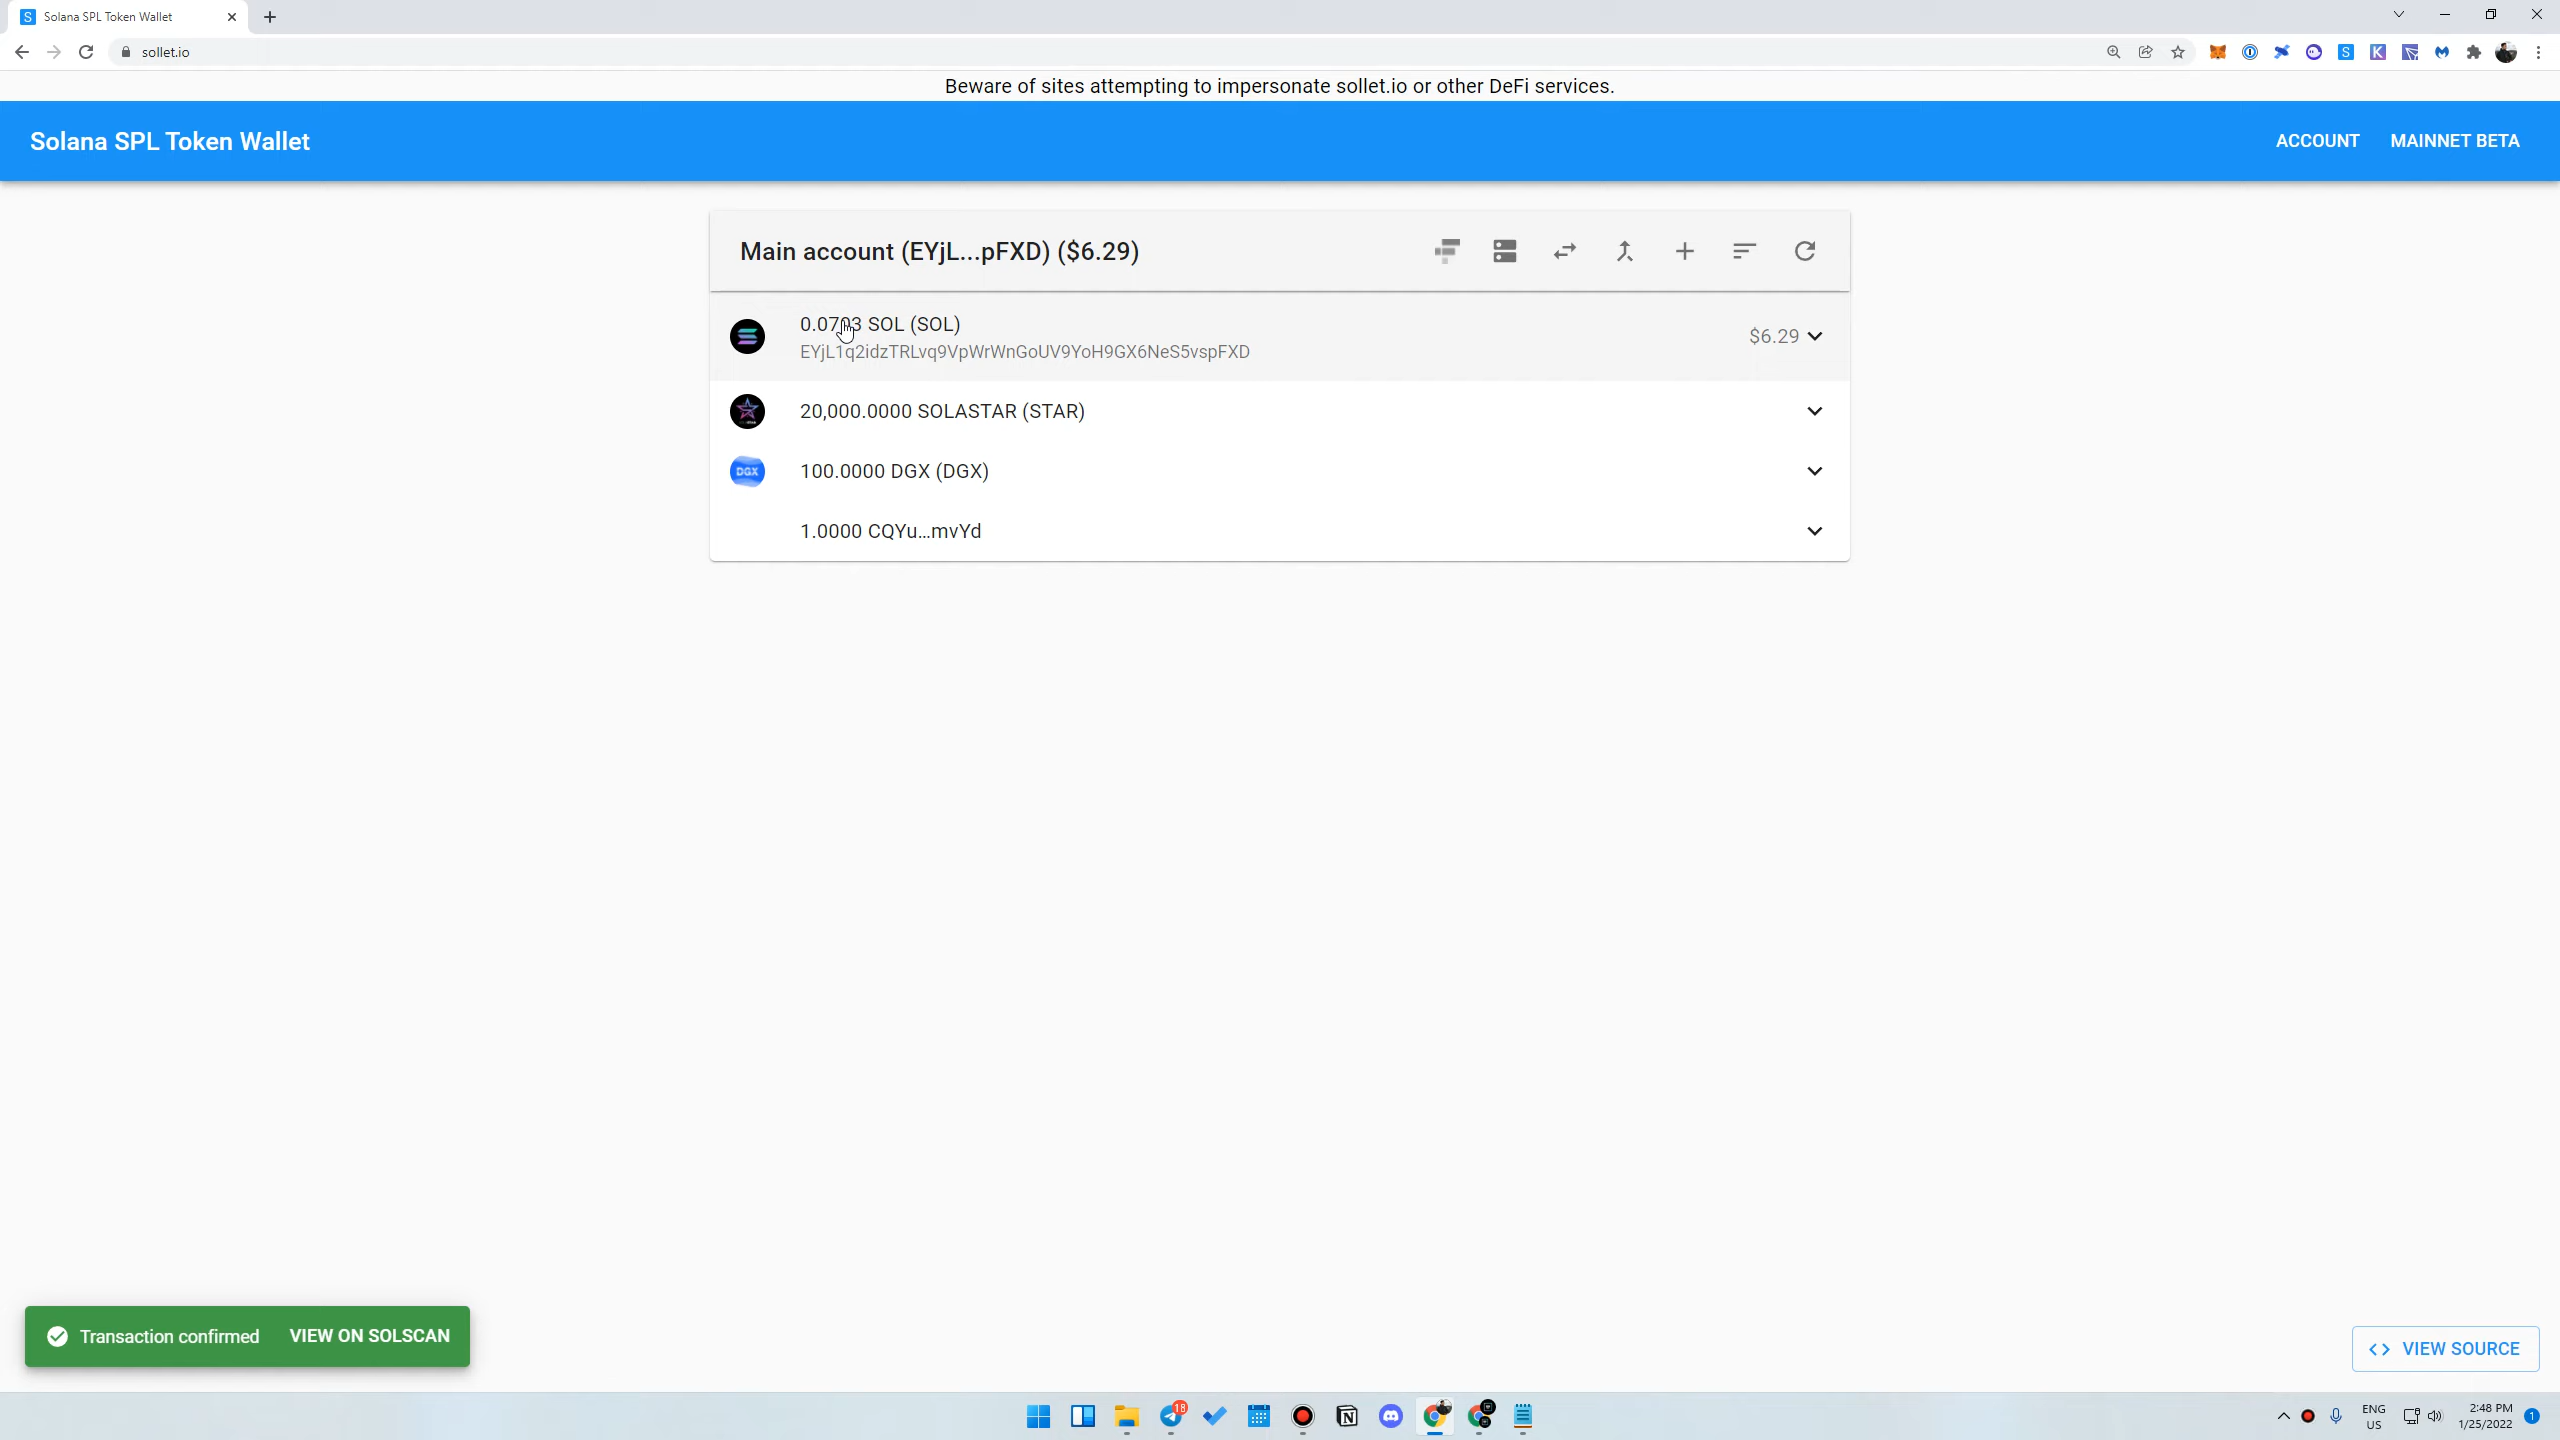 Solana SPL Token Wallet
sollet.io
Beware of sites attempting to impersonate sollet.io or other DeFi services.
Solana SPL Token Wallet
ACCOUNT
MAINNET BETA
Main account (EYjL...pFXD) ($6.29)
0.0703 SOL (SOL)
EYjL1q2idzTRLvq9VpWrWnGoUV9YoH9GX6NeS5vspFXD
$6.29
20,000.0000 SOLASTAR (STAR)
DGX
100.0000 DGX (DGX)
1.0000 CQYu...mvYd
Transaction confirmed
VIEW ON SOLSCAN
VIEW SOURCE
18
ENG
US
2:48 PM
1/25/2022
1